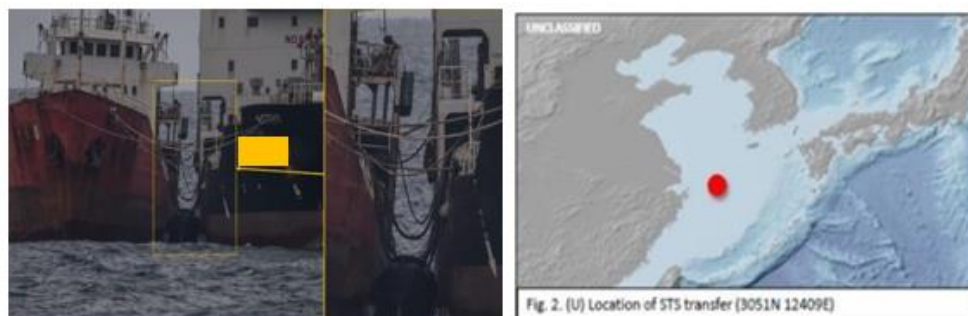 UNCLASSIFIED
Fig. 2. (U) Location of STS transfer (3051N 12409E)